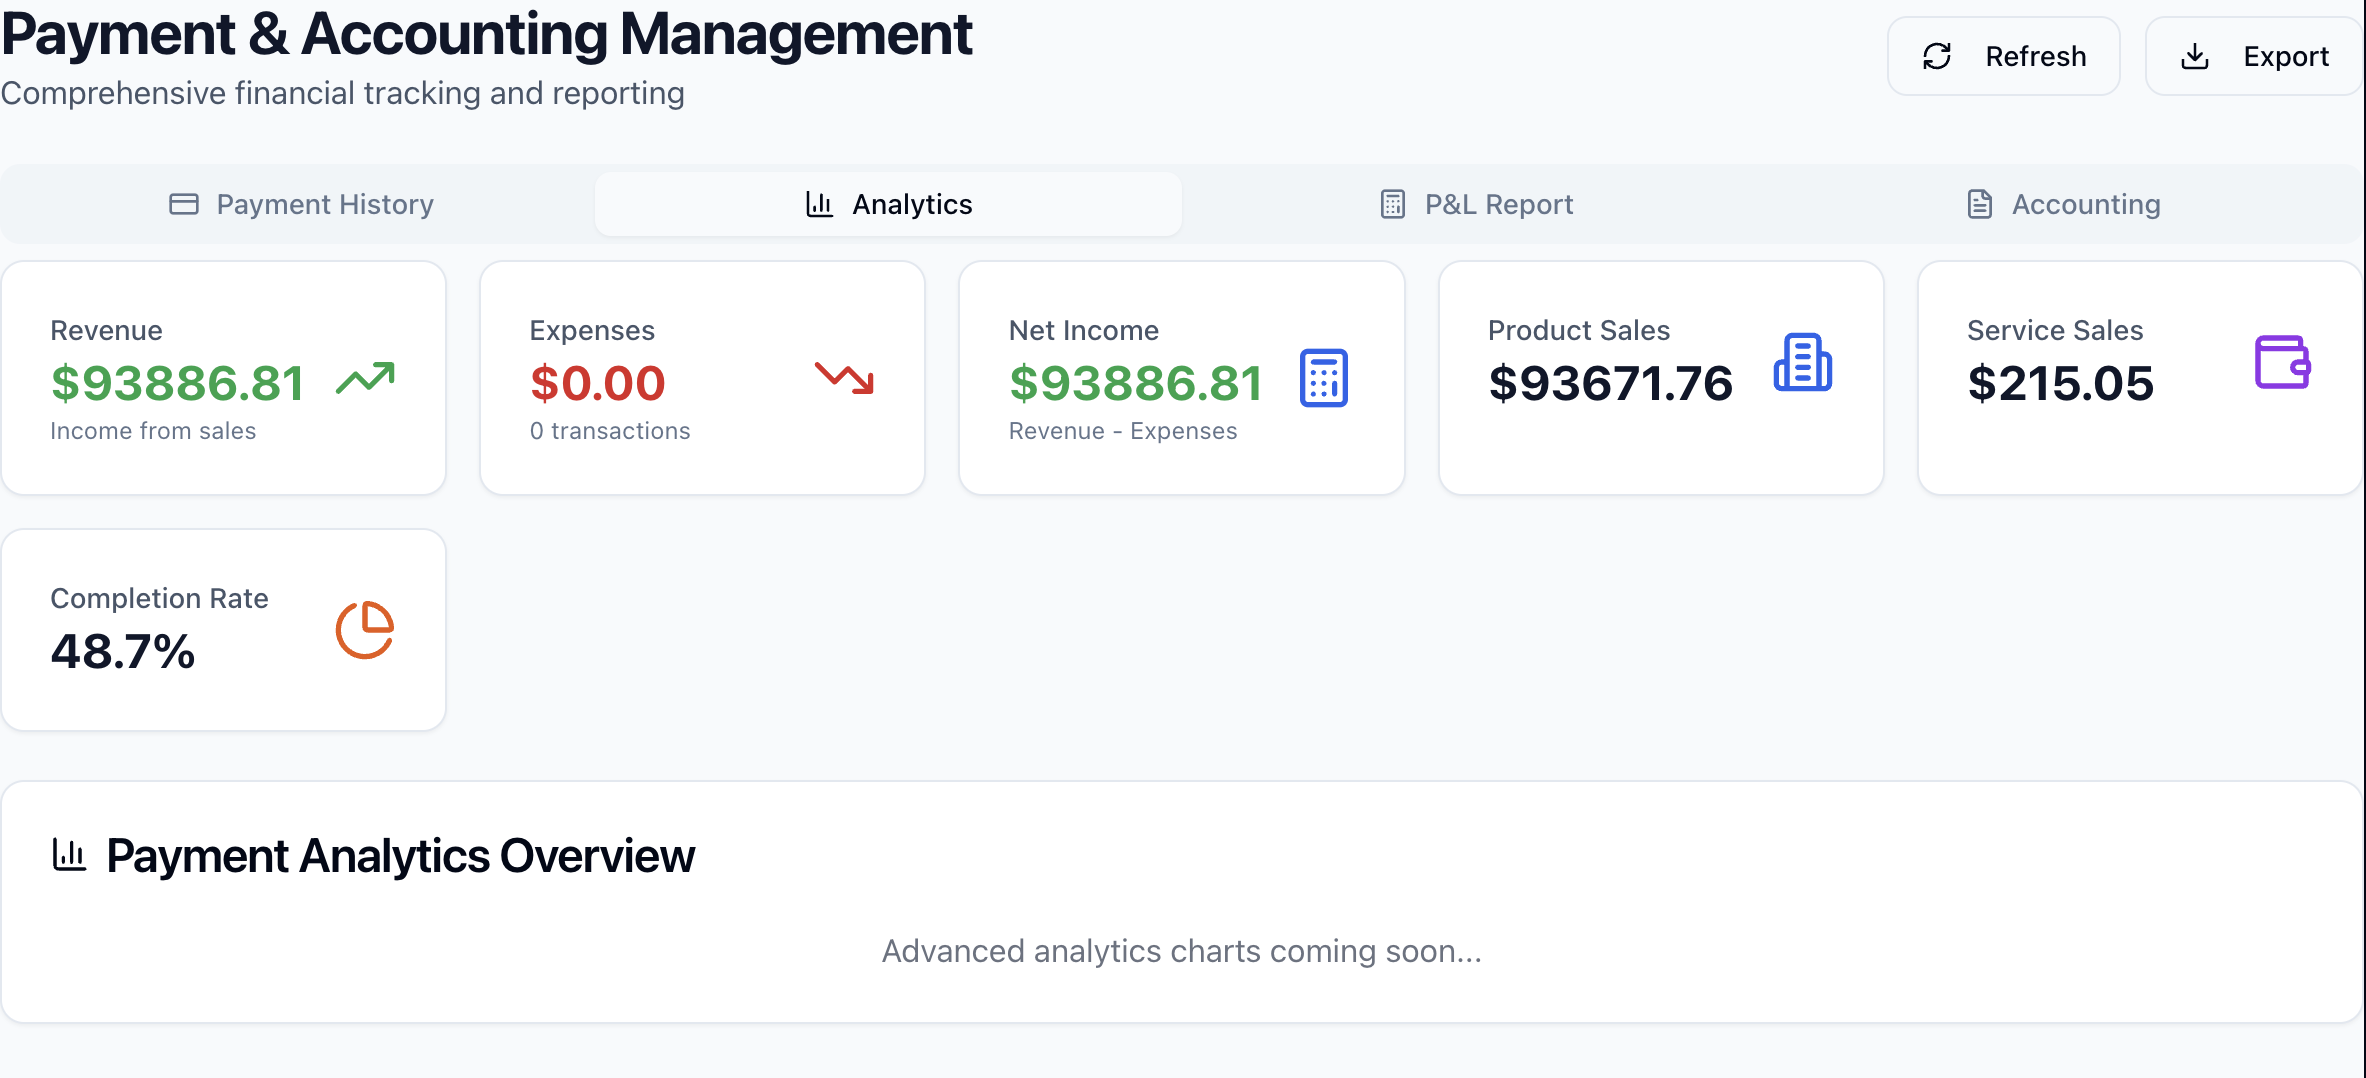 Payment & Accounting Management
Comprehensive financial tracking and reporting
Refresh
Export
Payment History
Analytics
P&L Report
Accounting
Revenue
$93886.81
Income from sales
Expenses
$0.00
0 transactions
Net Income
$93886.81
Revenue - Expenses
Product Sales
$93671.76
Service Sales
$215.05
Completion Rate
48.7%
Payment Analytics Overview
Advanced analytics charts coming soon...